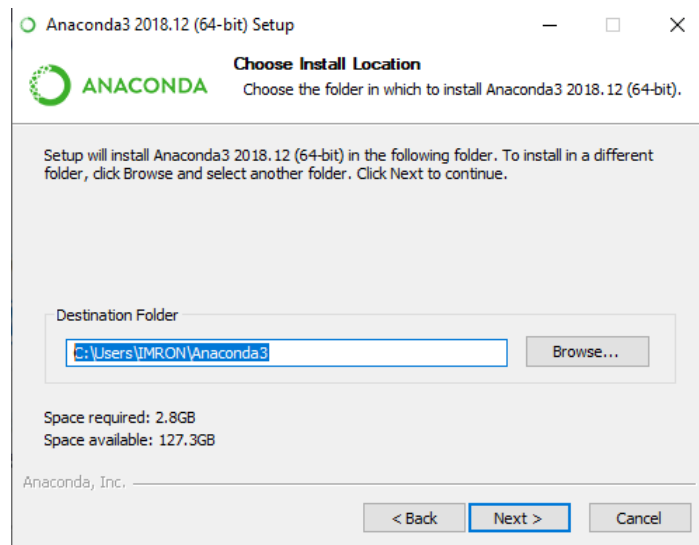 Anaconda3 2018.12 (64-bit) Setup
ANACONDA
Choose Install Location
Choose the folder in which to install Anaconda3 2018.12 (64-bit).
Setup will install Anaconda3 2018.12 (64-bit) in the following folder. To install in a different
folder, click Browse and select another folder. Click Next to continue.
Destination Folder
C:\Users\IMRON\Anaconda3
Browse...
Space required: 2.8GB
Space available: 127.3GB
Anaconda, Inc.
< Back
Next >
Cancel